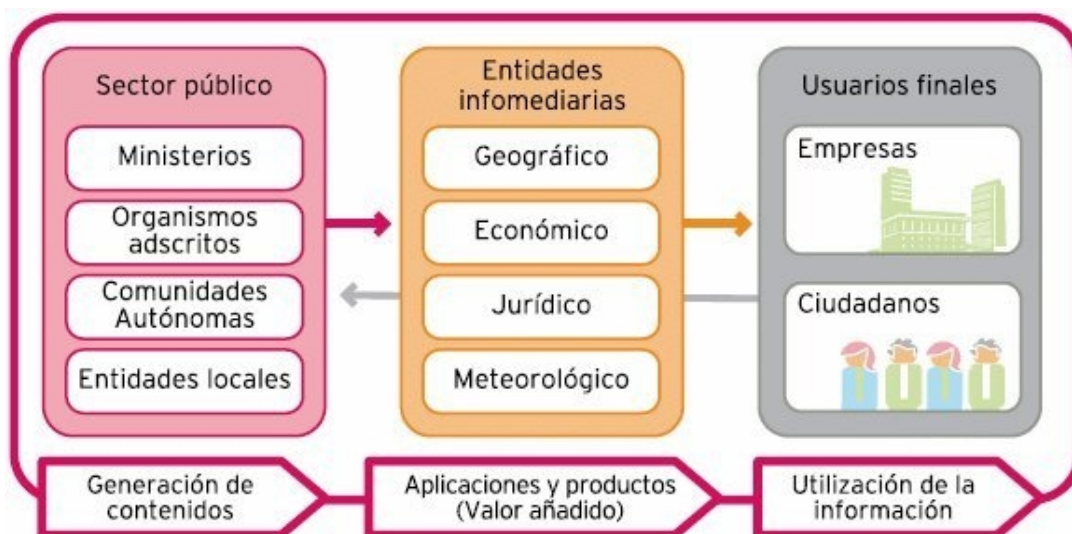 Sector público
Ministerios
Organismos
adscritos
Comunidades
Autónomas
Entidades locales
Entidades
infomediarias
Geográfico
Económico
Jurídico
Meteorológico
Usuarios finales
Empresas
Ciudadanos
Generación de
contenidos
Aplicaciones y productos
(Valor añadido)
Utilización de la
información